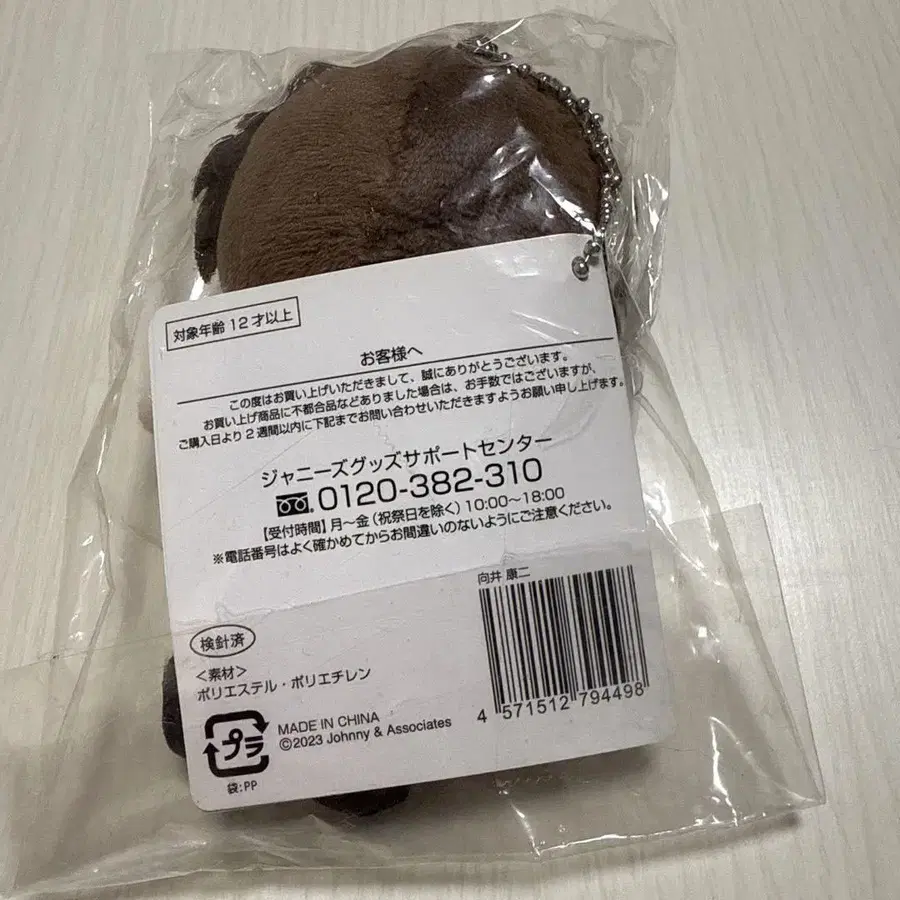 対象年齢12才以上
お客様へ
この度はお買い上げいただきまして、誠にありがとうございます。
お買い上げ商品に不都合品などありました場合は、お手数ではございますが、
ご購入日より2週間以内に下記までお問い合わせいただきますようお願い申し上げます。
ジャニーズグッズサポートセンター
0120-382-310
【受付時間】月〜金(祝祭日を除く)10:00〜18:00
※電話番号はよく確かめてからお間違いのないようにご注意ください。
向井 康二
4 571512 794498
検針済
<素材>
ポリエステル・ポリエチレン
プラ
袋:PP
MADE IN CHINA
©2023 Johnny & Associates